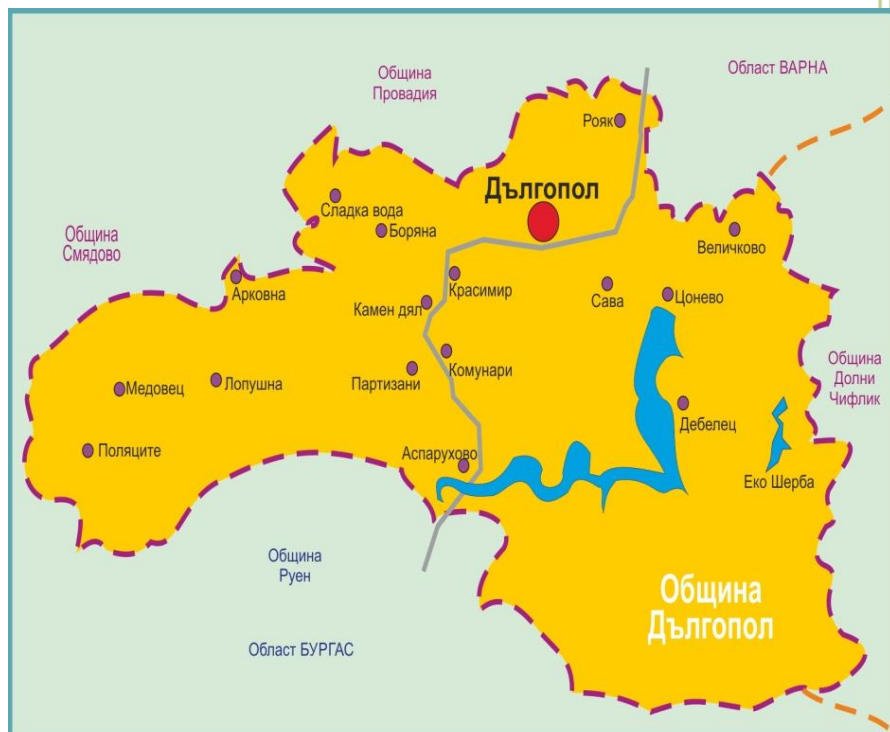 Област ВАРНА
Община
Провадия
Рояк
Дългопол
Сладка вода
Боряна
Величково
Община
Смядово
Арковна
Красимир
Сава
Цонево
Камен дял
Община
Долни
Чифлик
Медовец
Лопушна
Партизани
Комунари
Дебелец
Поляците
Аспарухово
Еко Шерба
Община
Руен
Община
Дългопол
Област БУРГАС